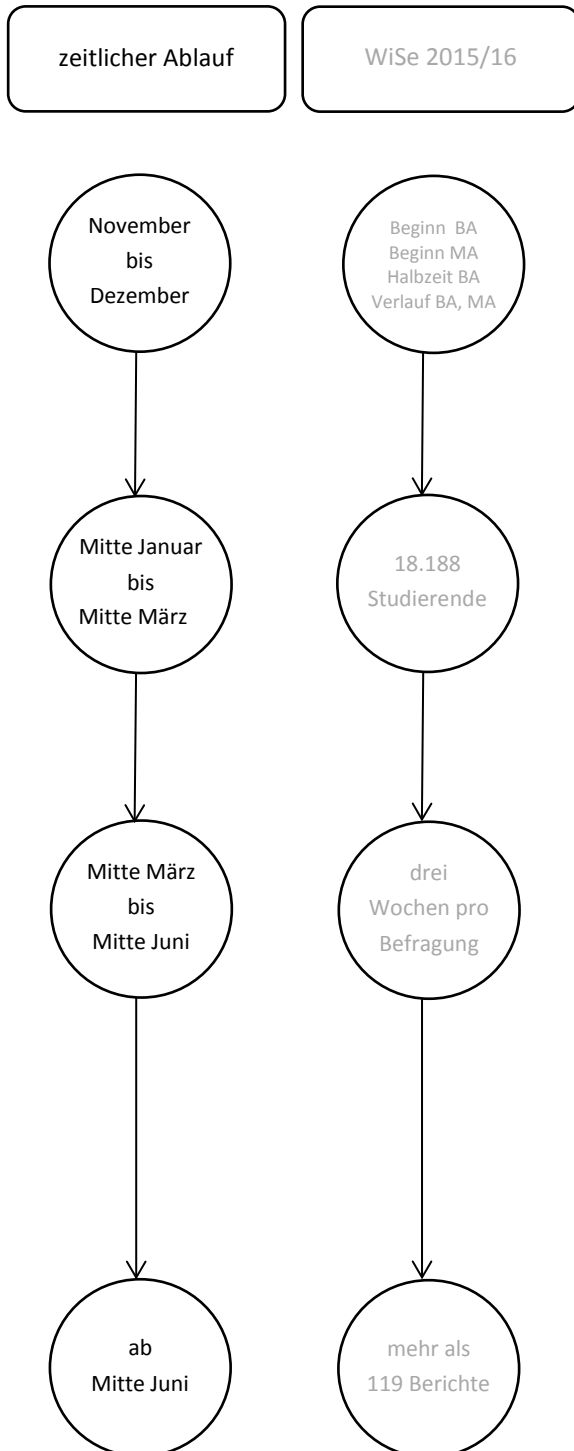 zeitlicher Ablauf
WiSe 2015/16
November
bis
Dezember
Beginn BA
Beginn MA
Halbzeit BA
Verlauf BA, MA
Mitte Januar
bis
Mitte März
18.188
Studierende
Mitte März
bis
Mitte Juni
drei
Wochen pro
Befragung
ab
Mitte Juni
mehr als
119 Berichte